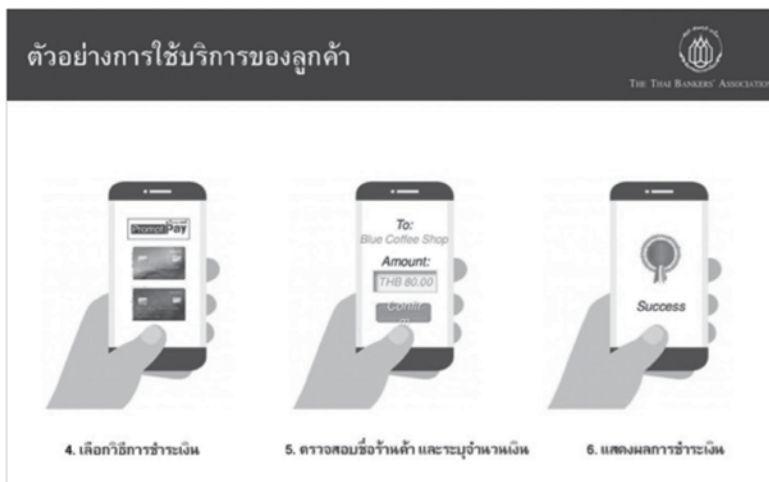 ตัวอย่างการใช้บริการของลูกค้า
THE THAI BANKERS' ASSOCIATION
PromptPay
To:
Blue Coffee Shop
Amount:
THB 80.00
Confir
m
Success
4. เลือกวิธีการชำระเงิน
5. ตรวจสอบชื่อร้านค้า และระบุจำนวนเงิน
6. แสดงผลการชำระเงิน